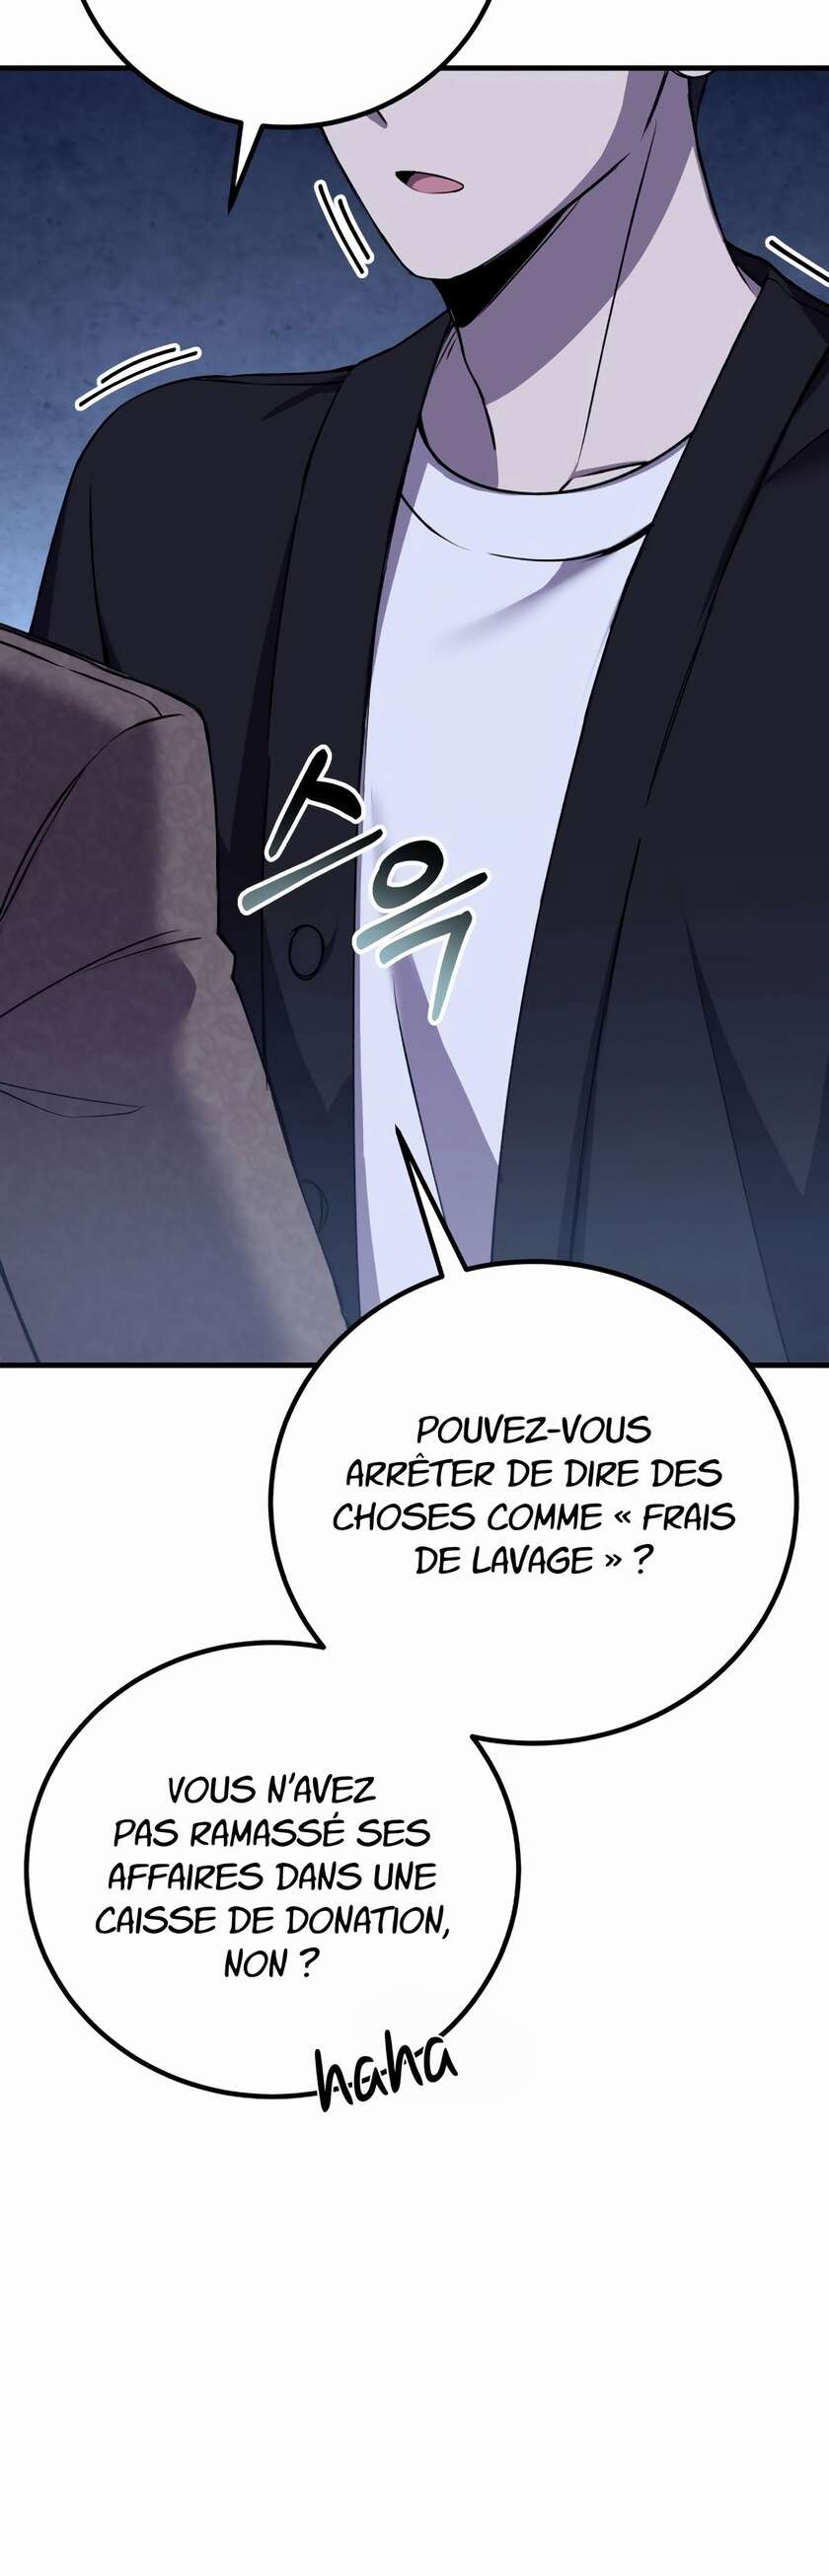 스윽
POUVEZ-VOUS
ARRÊTER DE DIRE DES
CHOSES COMME « FRAIS
DE LAVAGE » ?
VOUS N'AVEZ
PAS RAMASSÉ SES
AFFAIRES DANS UNE
CAISSE DE DONATION,
NON ?
haha